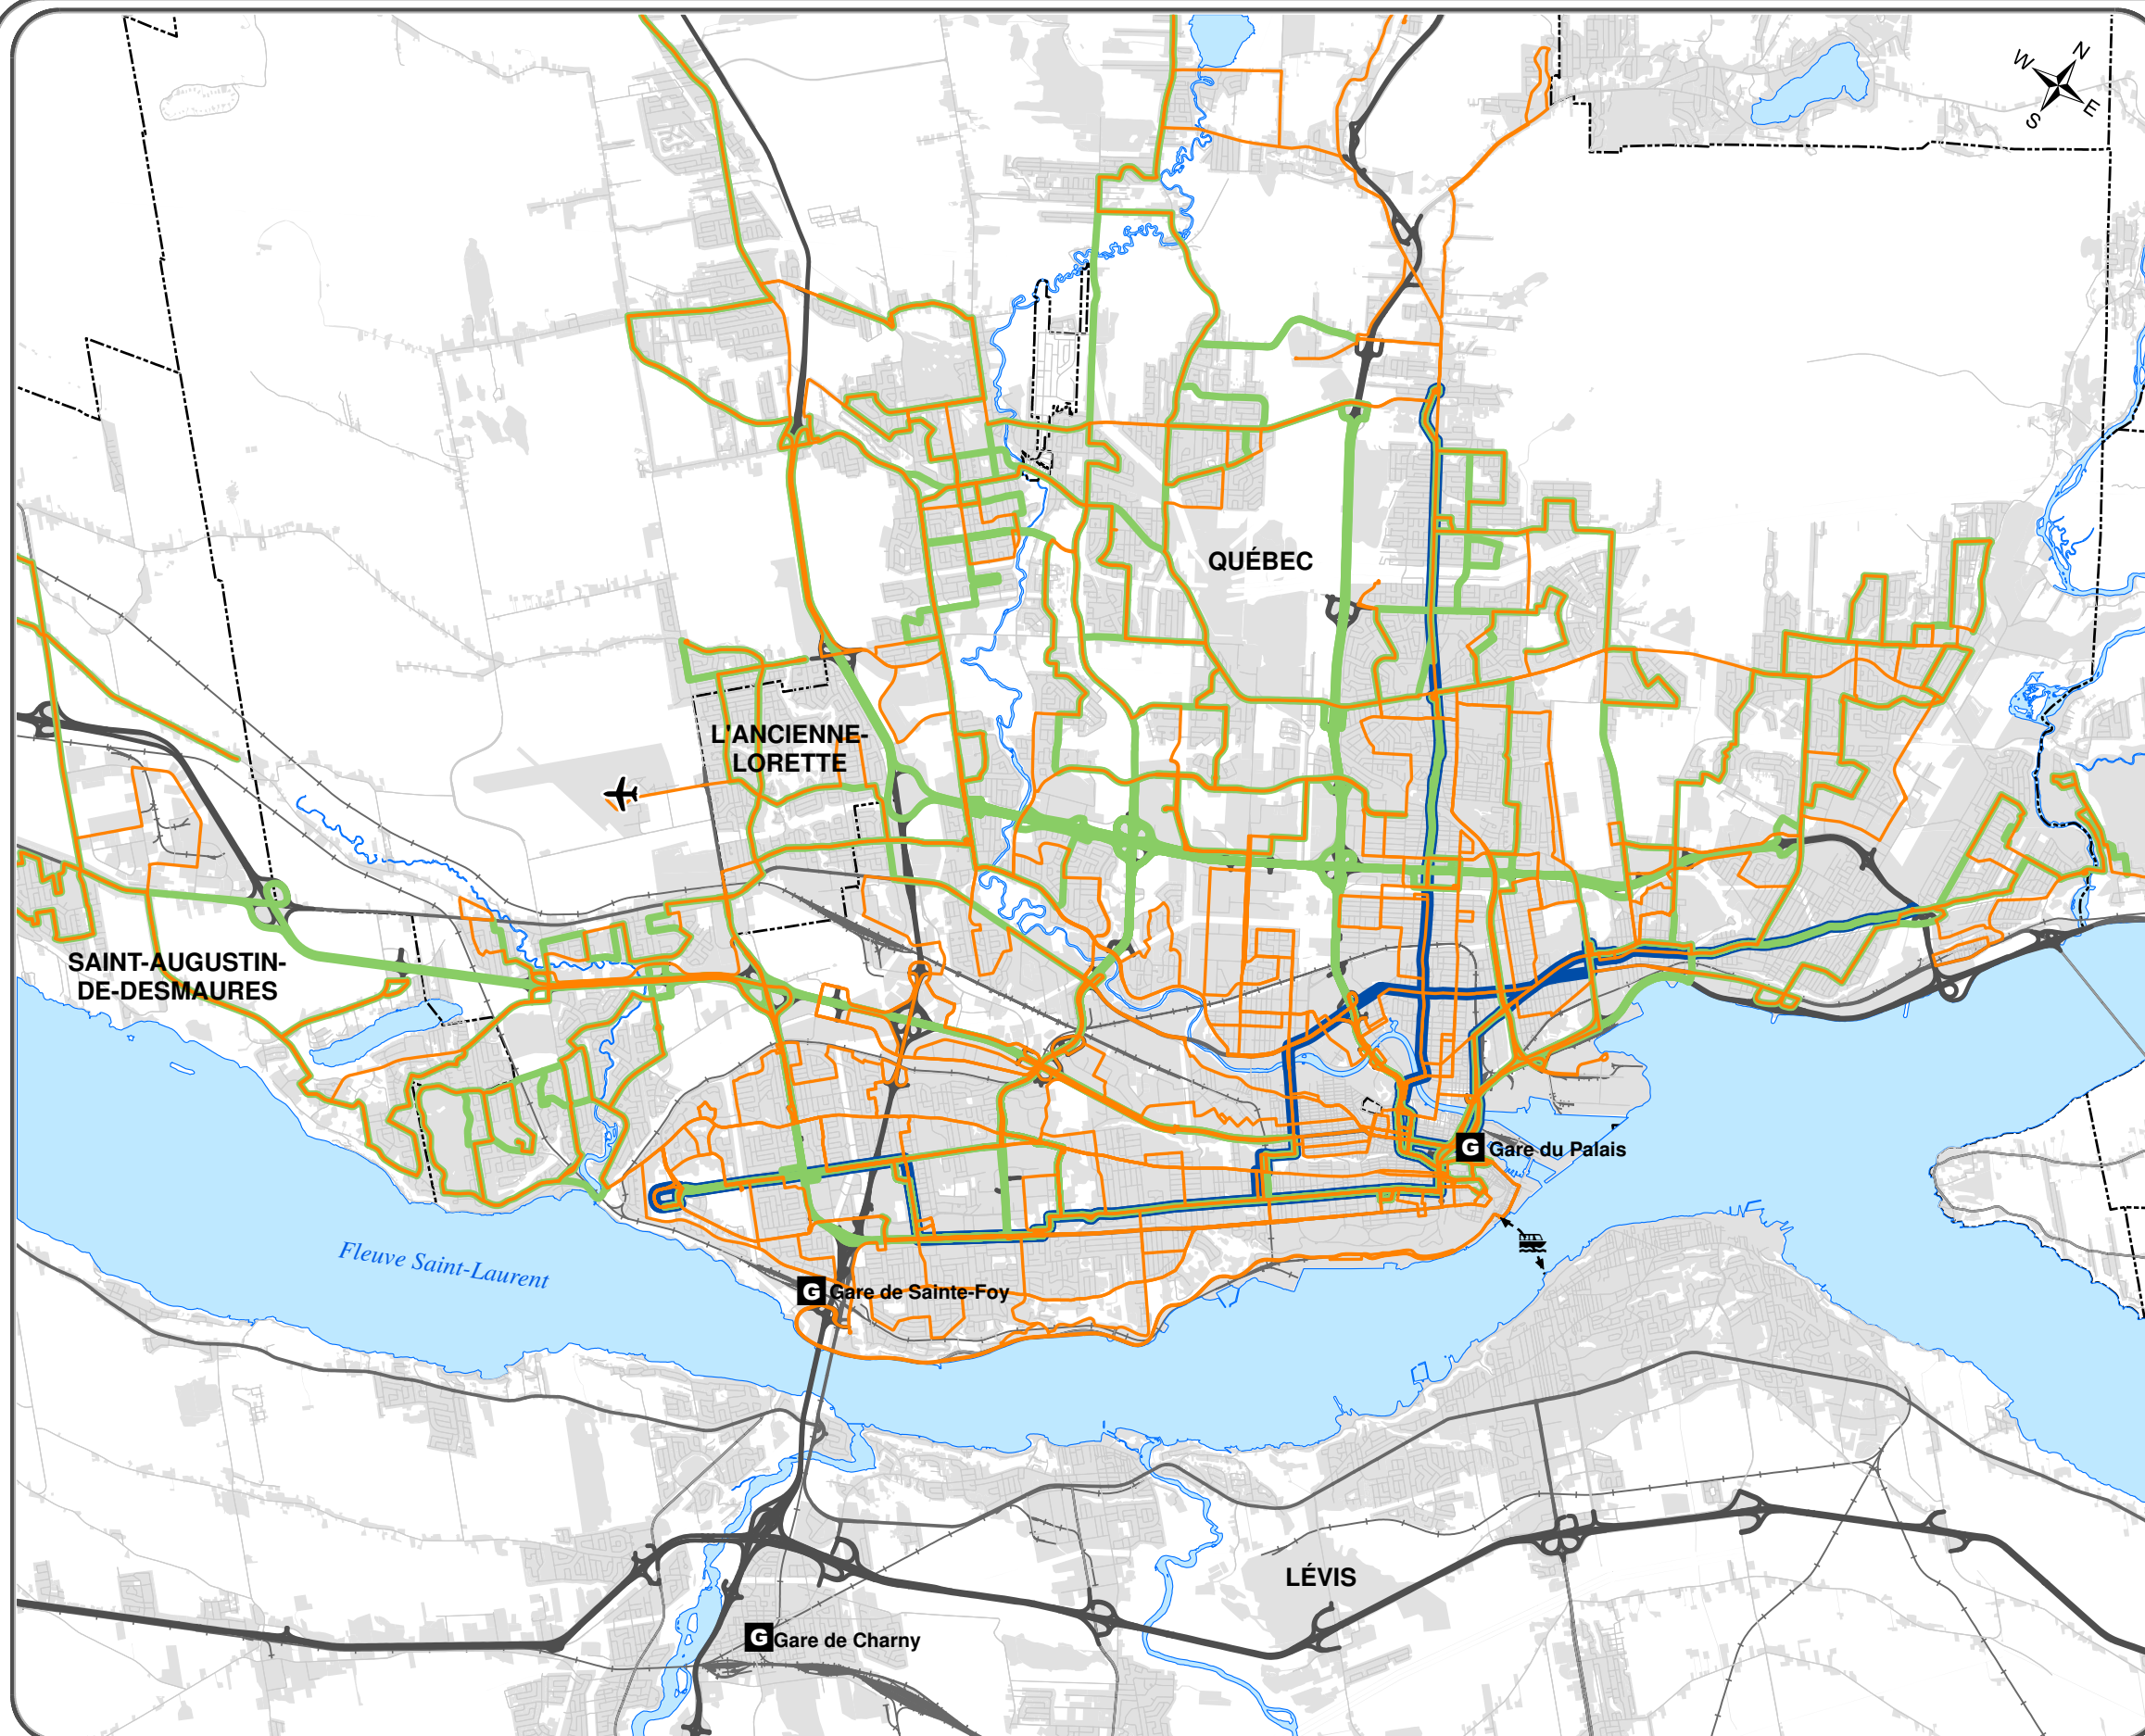 N
W
E
S
QUÉBEC
L'ANCIENNE-
LORETTE
SAINT-AUGUSTIN-
DE-DESMAURES
G Gare du Palais
Fleuve Saint-Laurent
G Gare de Sainte-Foy
LÉVIS
G Gare de Charny